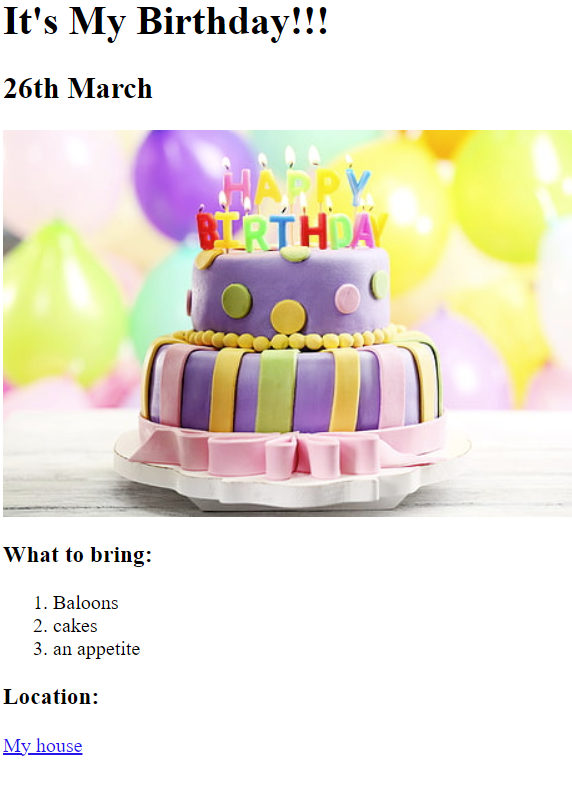 It's My Birthday!!!
26th March
HAPPY
BIRTHDAY
What to bring:
1. Baloons
2. cakes
3. an appetite
Location:
My house